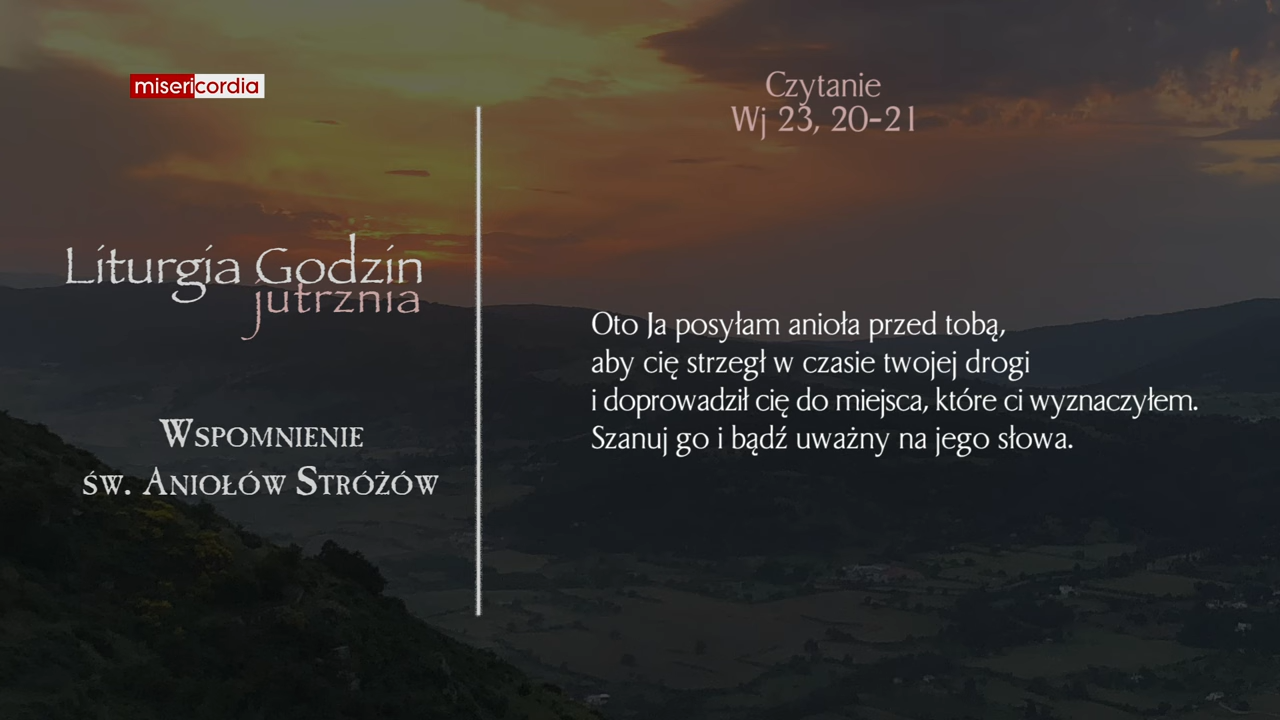 misericordia
Liturgia Godzin
jutrznia
Wspomnienie
św. Aniołów Stróżów
Czytanie
Wj 23, 20-21
Oto Ja posyłam anioła przed tobą,
aby cię strzegł w czasie twojej drogi
i doprowadził cię do miejsca, które ci wyznaczyłem.
Szanuj go i bądź uważny na jego słowa.